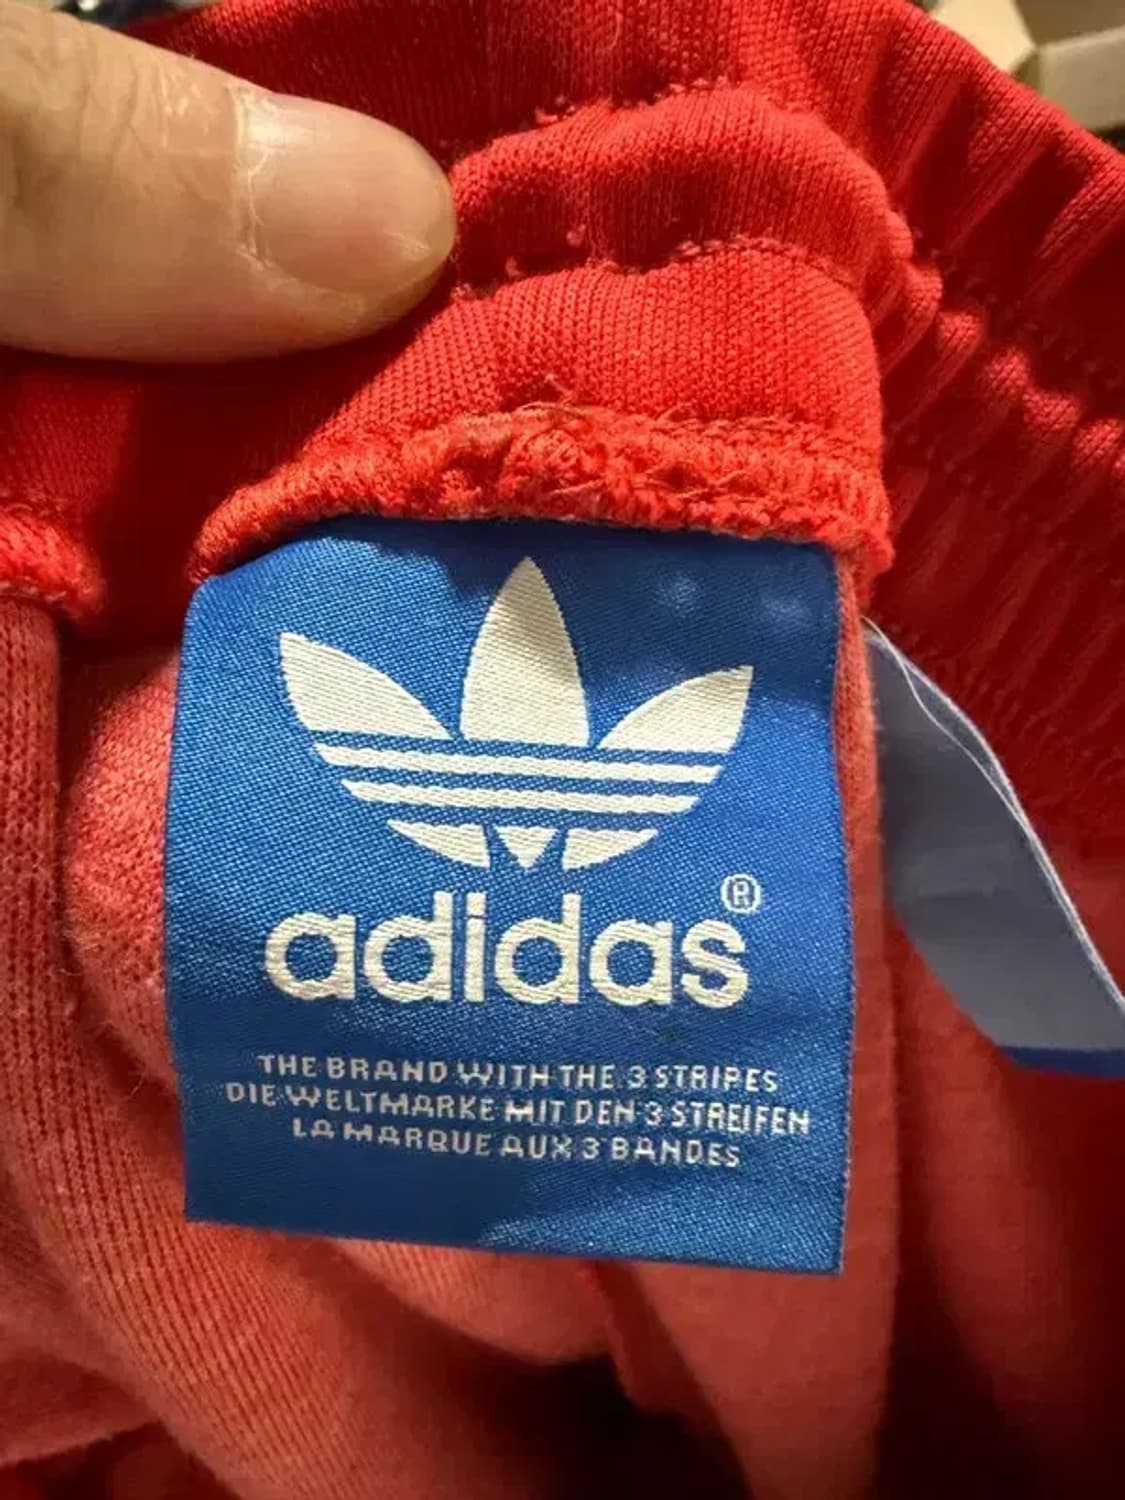 adidas®
THE BRAND WITH THE 3 STRIPES
DIE WELTMARKE MIT DEN 3 STREIFEN
LA MARQUE AUX 3 BANDES